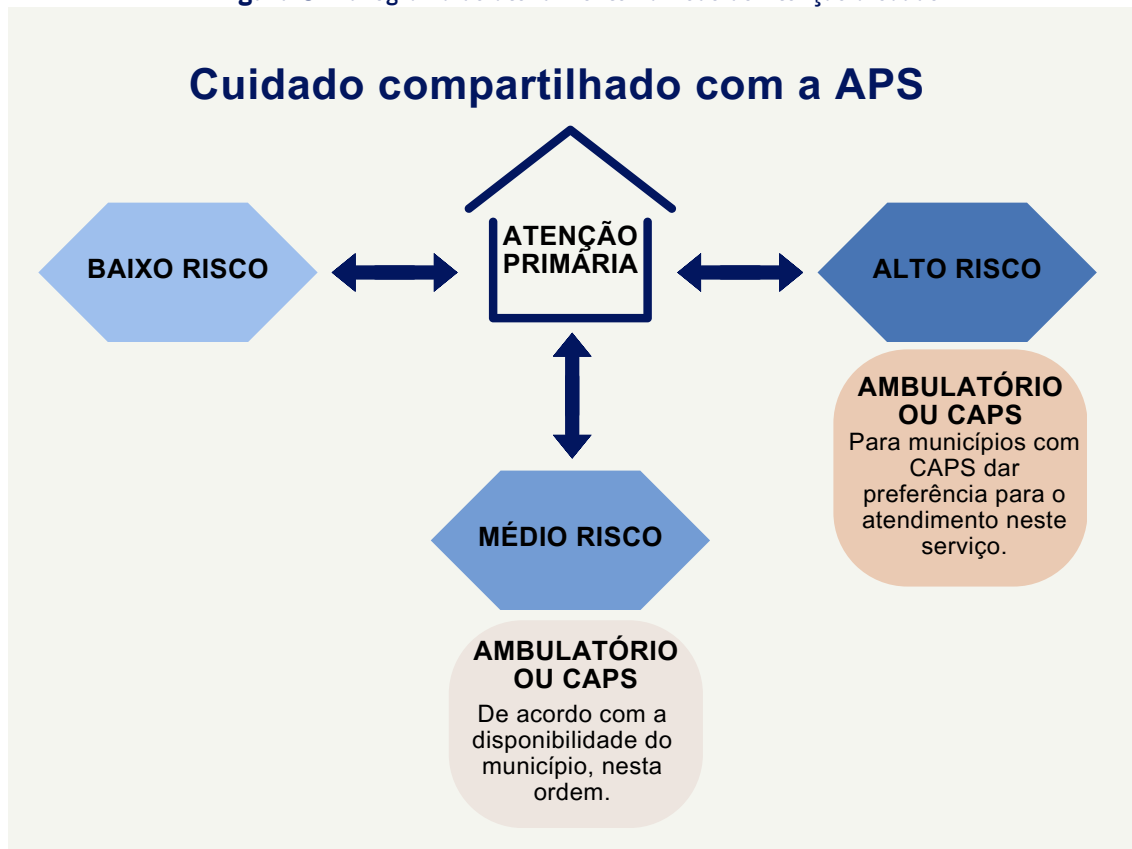 Cuidado compartilhado com a APS
ATENÇÃO
PRIMÁRIA
BAIXO RISCO
ALTO RISCO
AMBULATÓRIO
OU CAPS
Para municípios com
CAPS dar
preferência para o
atendimento neste
serviço.
MÉDIO RISCO
AMBULATÓRIO
OU CAPS
De acordo com a
disponibilidade do
município, nesta
ordem.